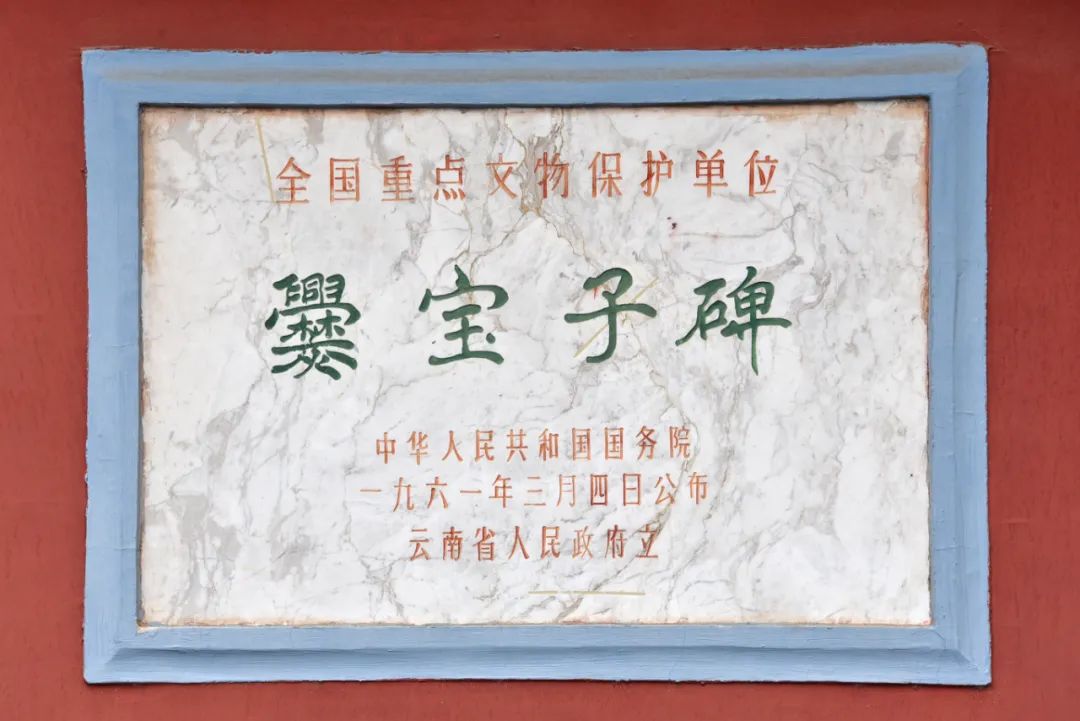 全国重点文物保护单位
爨宝子碑
中华人民共和国国务院
一九六一年三月四日公布
云南省人民政府立